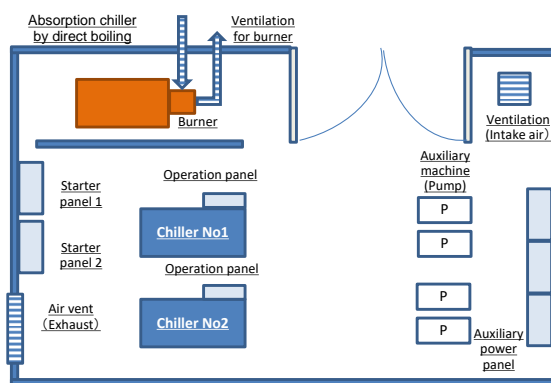 Absorption chiller
by direct boiling
Ventilation
for burner
Burner
Ventilation
(Intake air）
Auxiliary
machine
(Pump)
Starter
panel 1
Operation panel
P
Chiller No1
P
Starter
panel 2
Operation panel
P
Air vent
（Exhaust）
Chiller No2
P
Auxiliary
power
panel